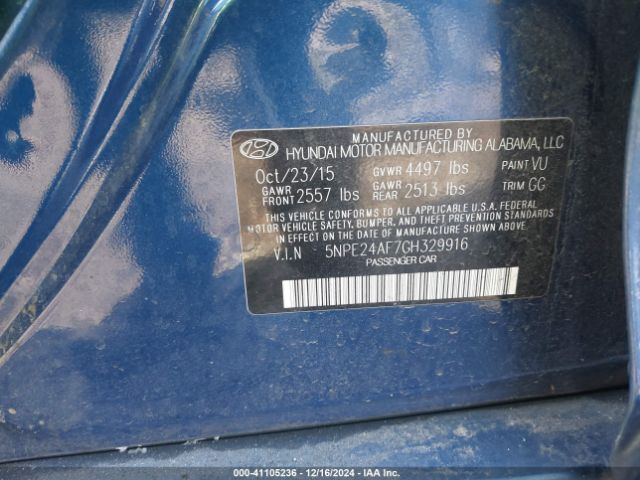 MANUFACTURED BY
HYUNDAI MOTOR MANUFACTURING ALABAMA, LLC
Oct/23/15 GVWR 4497 lbs PAINT VU
GAWR FRONT 2557 lbs GAWR REAR 2513 lbs TRIM GG
THIS VEHICLE CONFORMS TO ALL APPLICABLE U.S.A. FEDERAL
MOTOR VEHICLE SAFETY, BUMPER, AND THEFT PREVENTION STANDARDS
IN EFFECT ON THE DATE OF MANUFACTURE SHOWN ABOVE.
V.I.N 5NPE24AF7GH329916
PASSENGER CAR
000-41105236 - 12/16/2024 - IAA Inc.